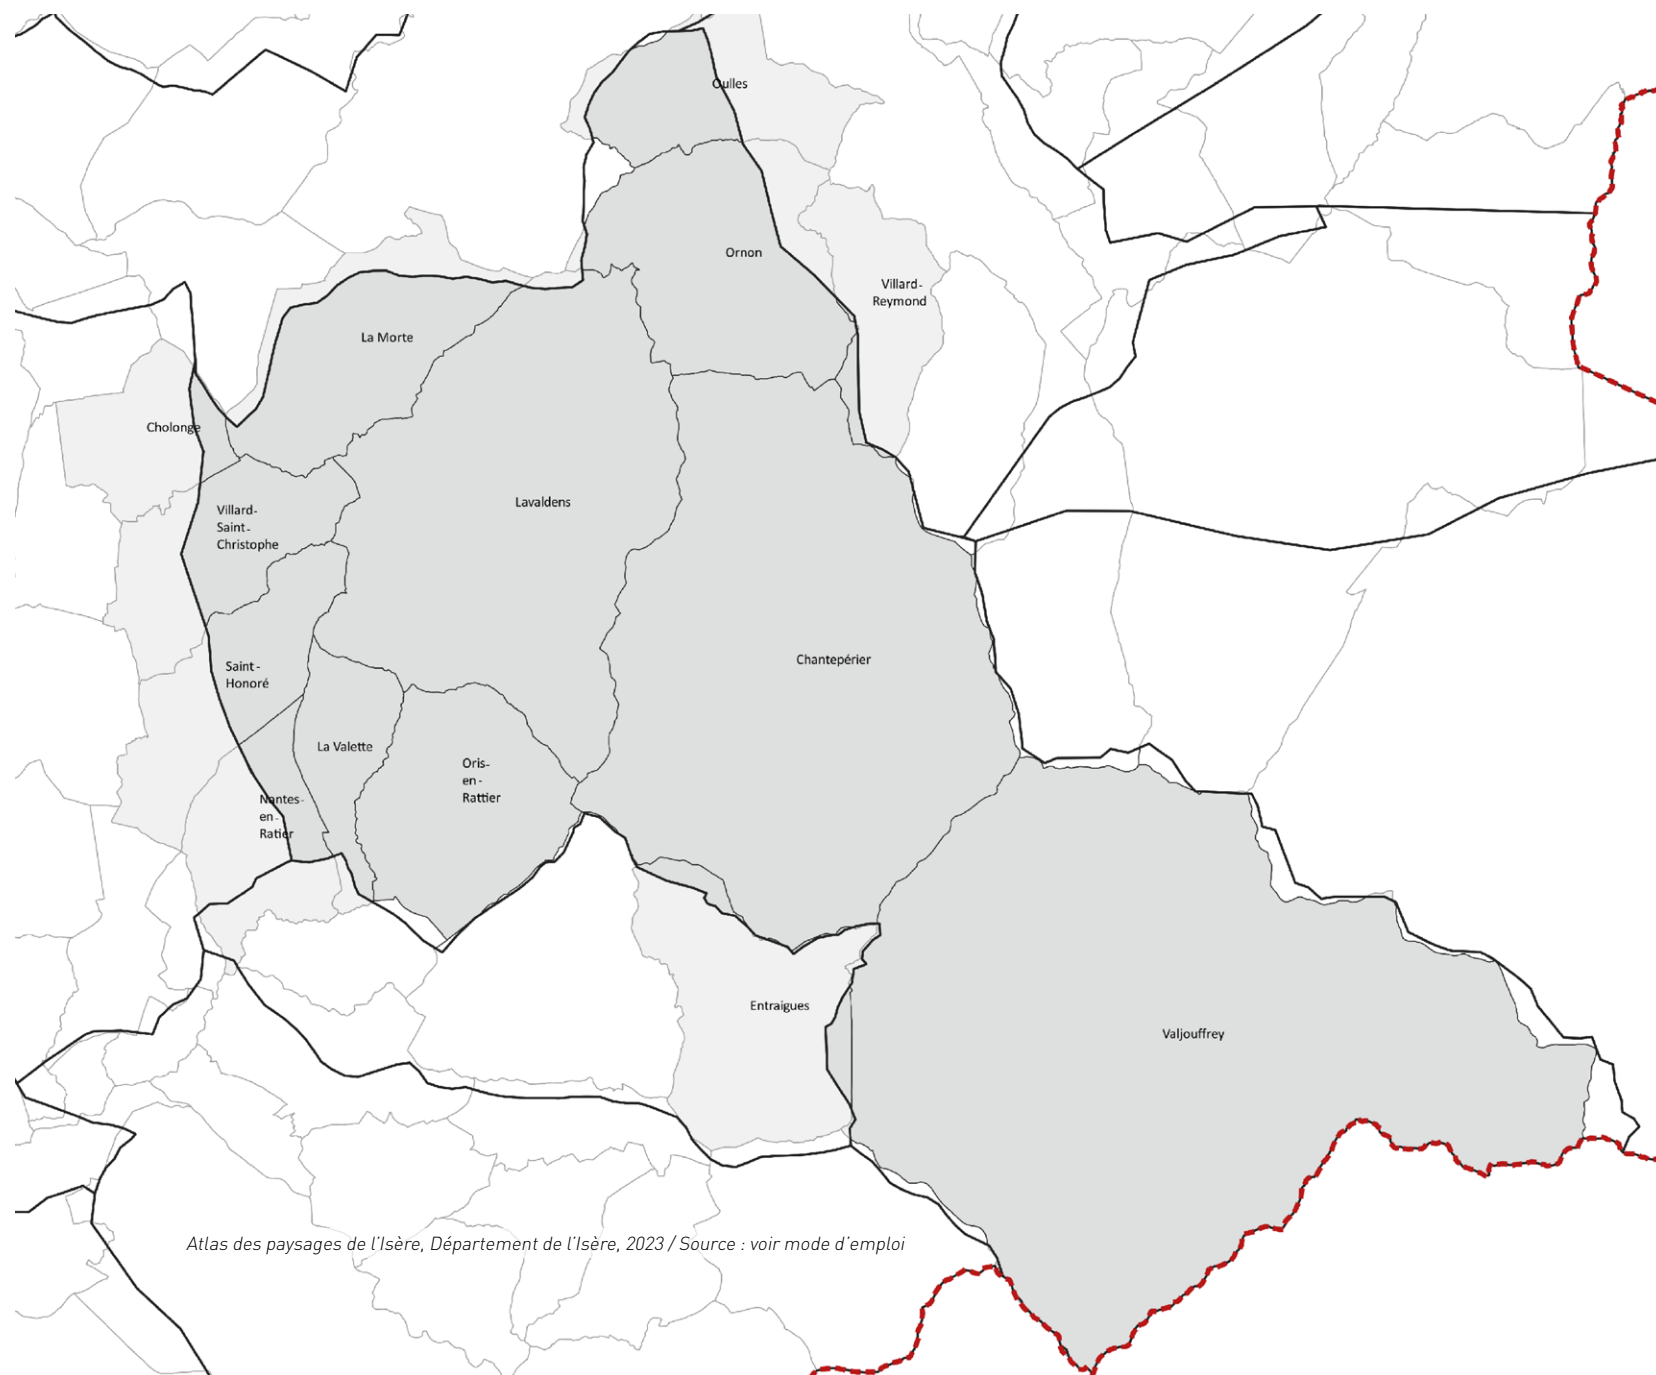 Oulles
Ornon
Villard-
Reymond
La Morte
Cholonge
Lavaldens
Villard-
Saint-
Christophe
Chantepérier
Saint-
Honoré
La Valette
Oris-
en-
Rattier
Nantes-
en-
Ratier
Entraigues
Valjouffrey
Atlas des paysages de l'Isère, Département de l'Isère, 2023 / Source : voir mode d'emploi